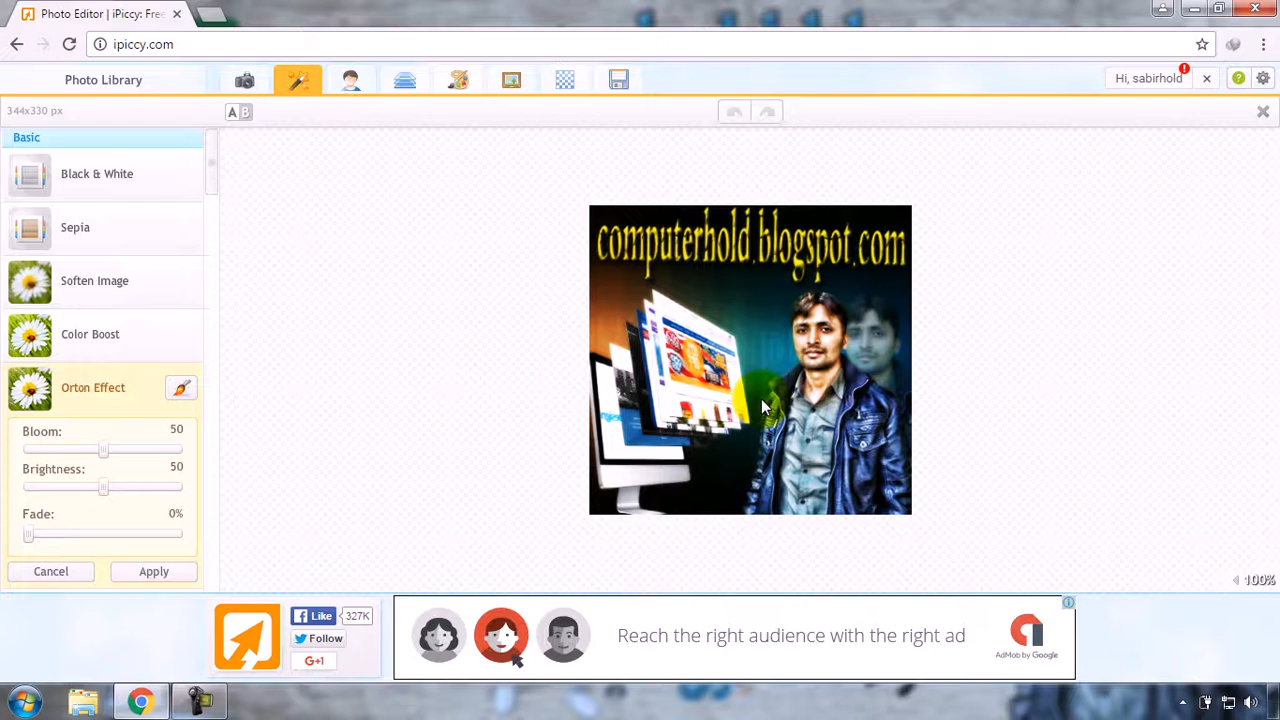 Photo Editor | iPiccy: Free
ipiccy.com
Photo Library
Hi, sabirhold
344x330 px
A B
Basic
Black & White
Sepia
Soften Image
Color Boost
Orton Effect
Bloom: 50
Brightness: 50
Fade: 0%
Cancel Apply
computerhold.blogspot.com
100%
Like 327K
Follow
G+1
Reach the right audience with the right ad
AdMob by Google